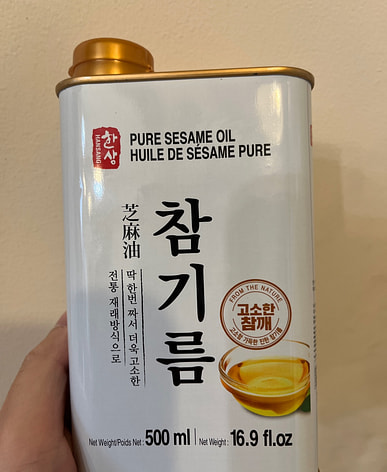 한상
HANSANG
PURE SESAME OIL
HUILE DE SÉSAME PURE
芝麻油
참기름
딱 한번 짜서 더욱 고소한
전통 재래방식으로
FROM THE NATURE
고소한
참깨
Net Weight/Poids Net: 500 ml | Net Weight: 16.9 fl.oz